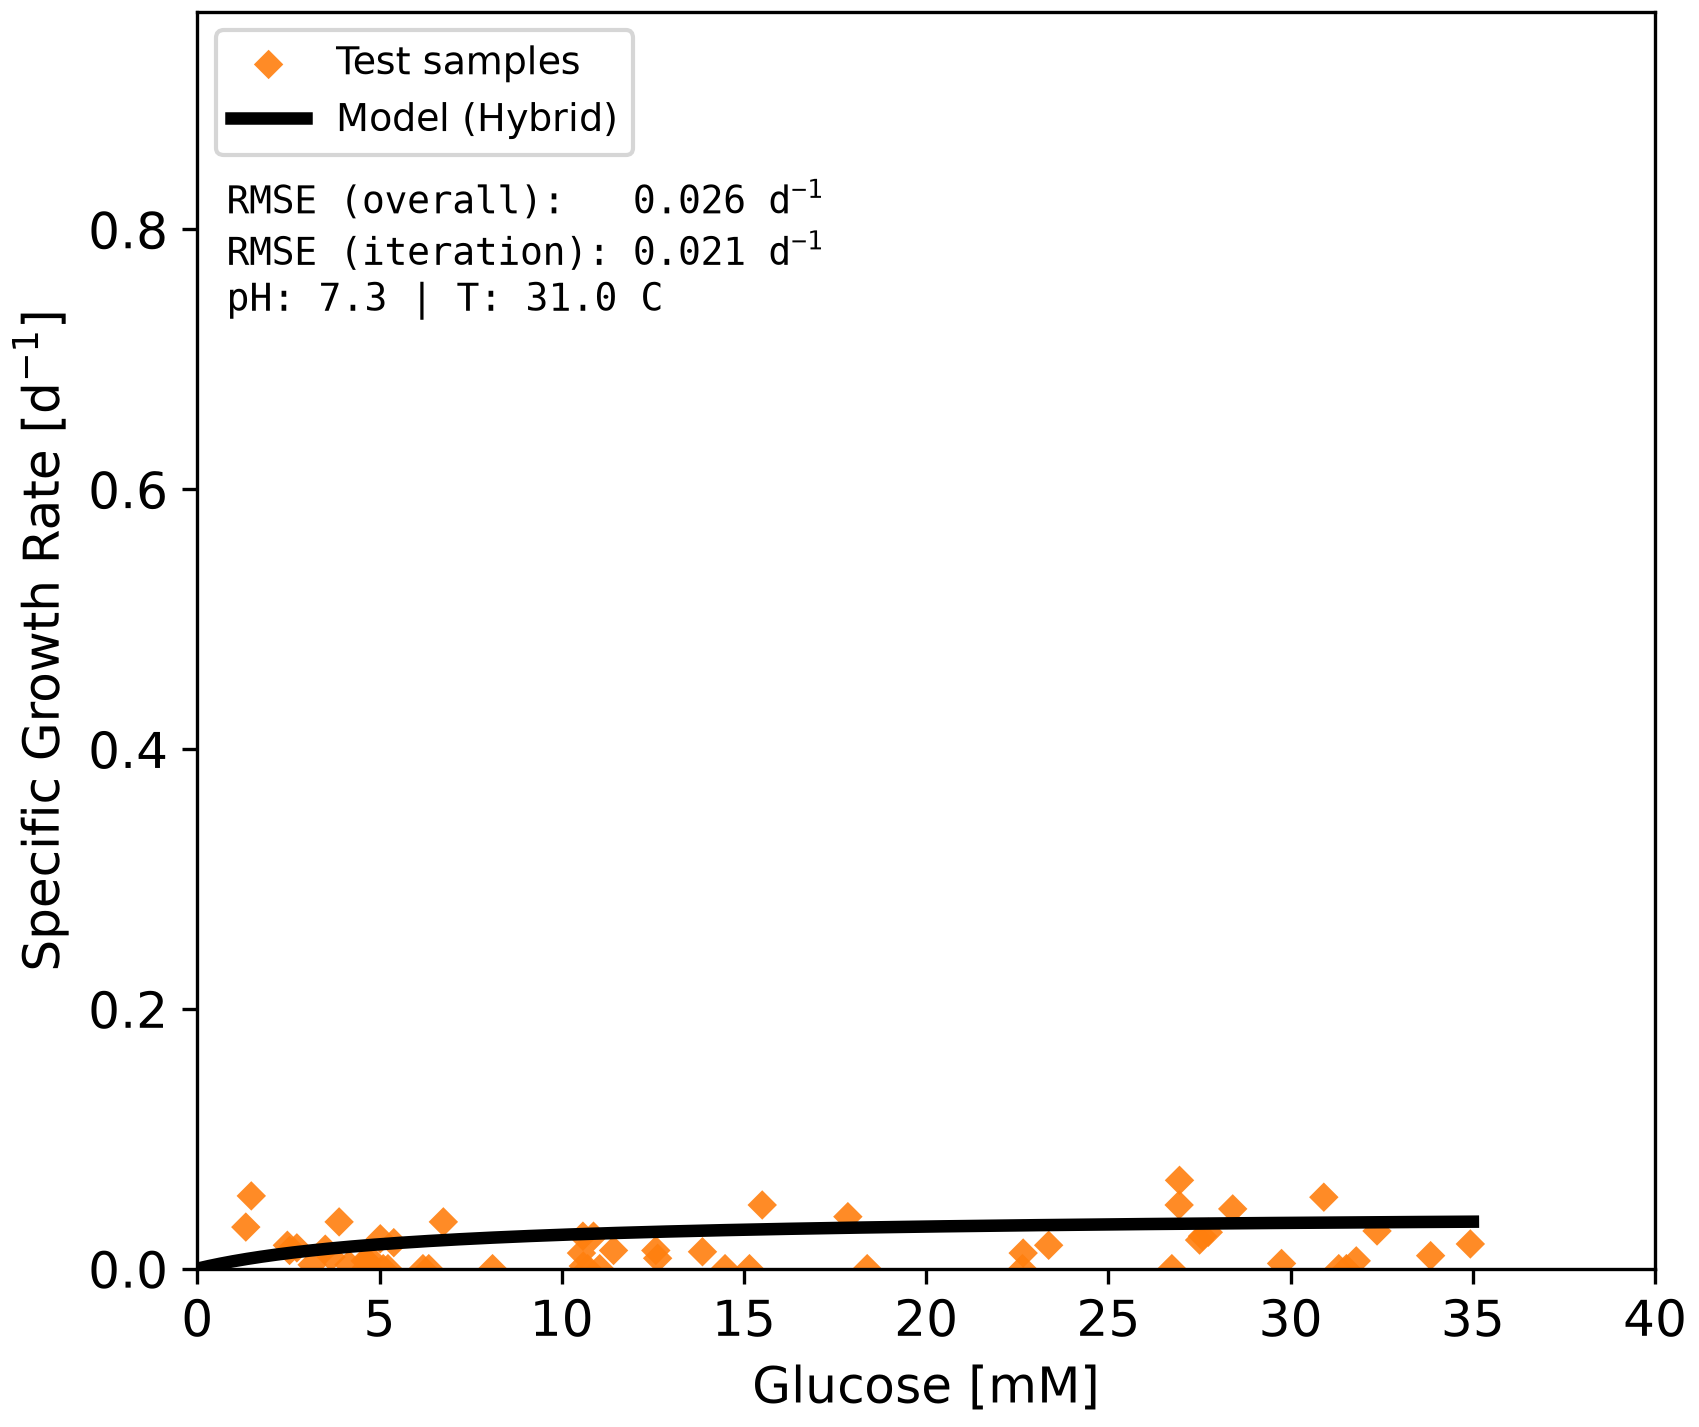 Test samples
Model (Hybrid)
RMSE (overall):   0.026 d⁻¹
RMSE (iteration): 0.021 d⁻¹
pH: 7.3 | T: 31.0 C
Specific Growth Rate [d⁻¹]
0.8
0.6
0.4
0.2
0.0
0 5 10 15 20 25 30 35 40
Glucose [mM]